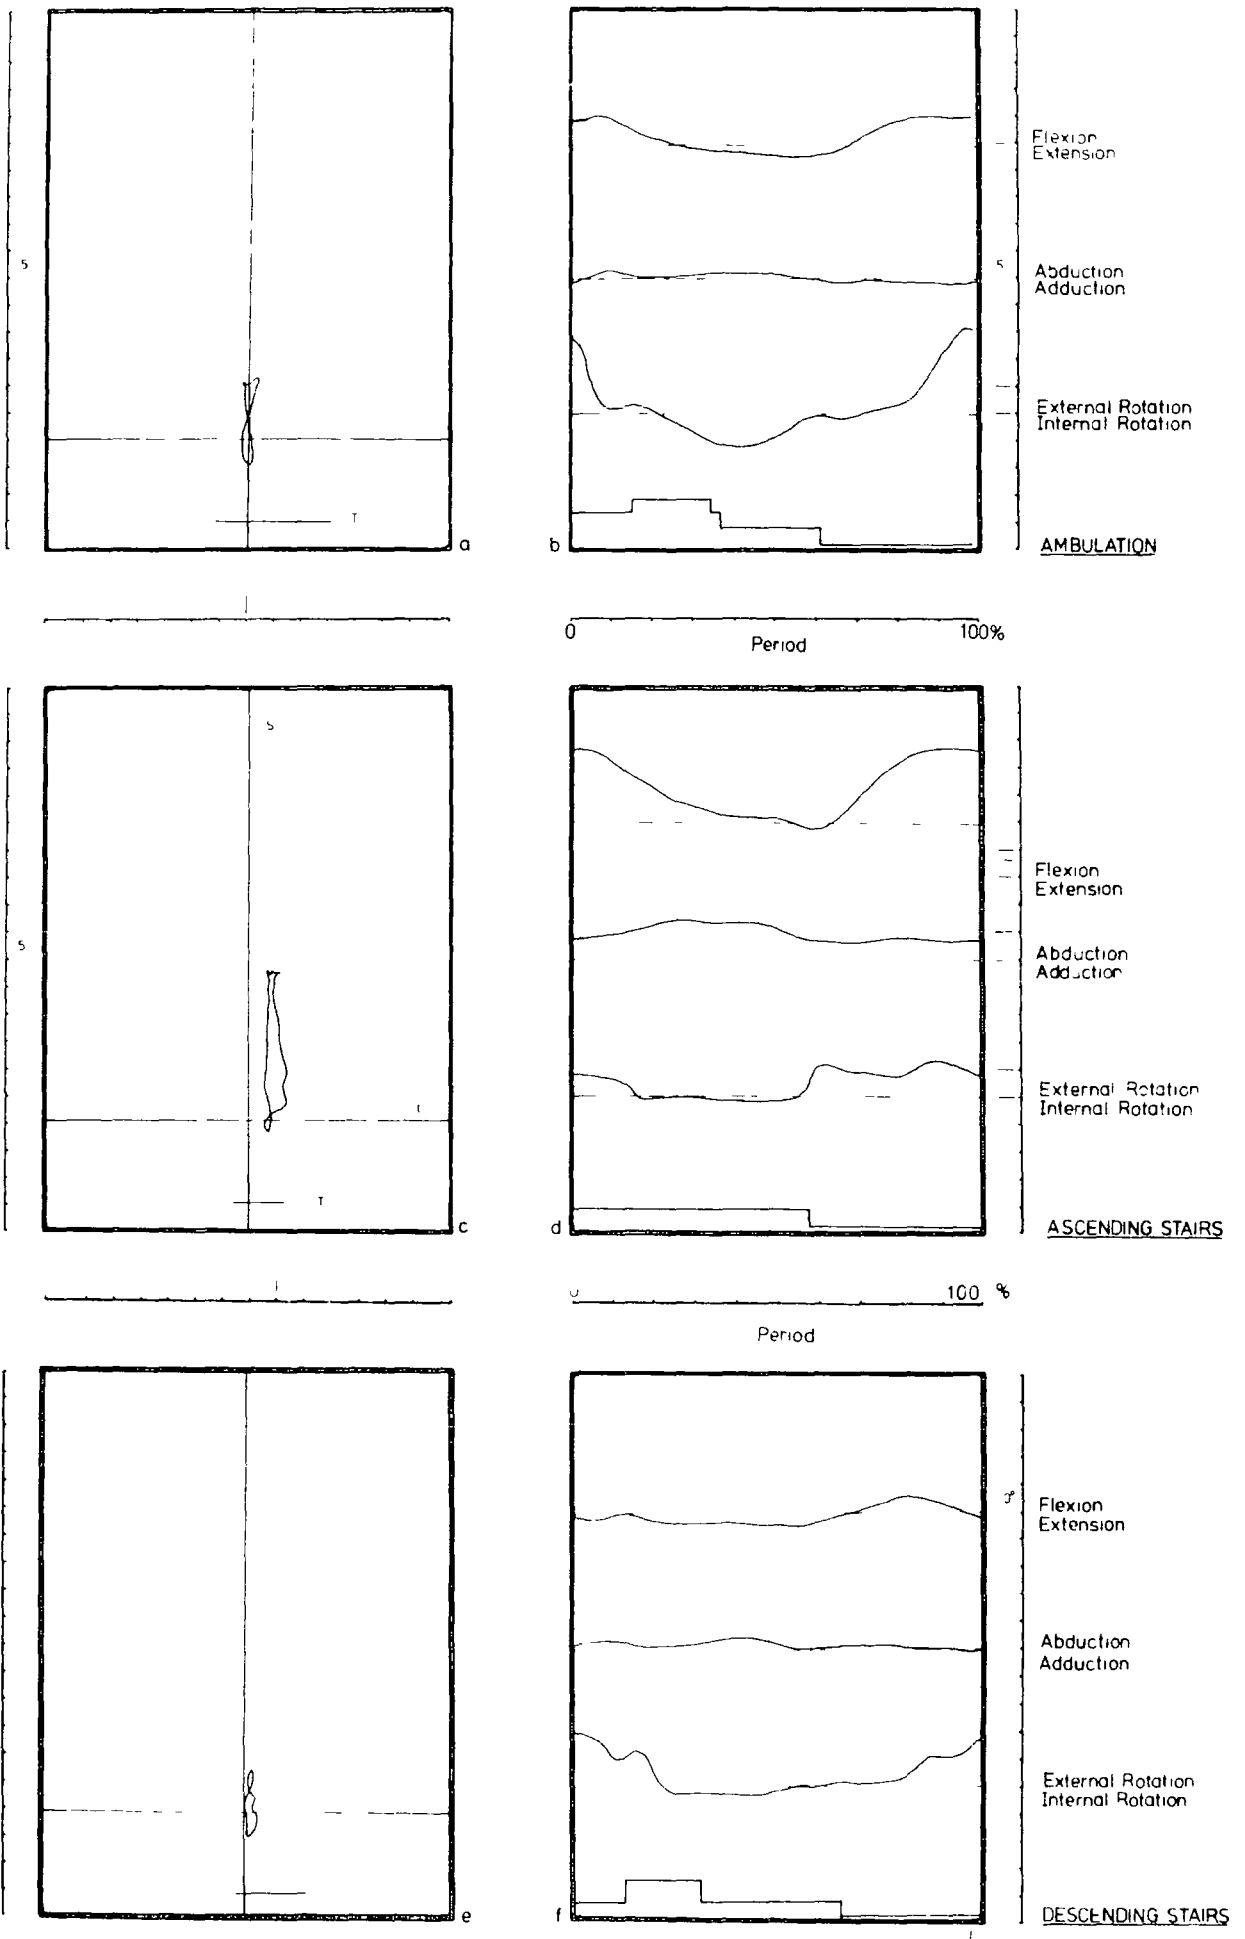 Flexion
Extension
5
5
Abduction
Adduction
External Rotation
Internal Rotation
T
a
b
AMBULATION
0
100%
Period
S
Flexion
Extension
5
Abduction
Adduction
External Rotation
Internal Rotation
T
c
d
ASCENDING STAIRS
100 %
Period
Flexion
Extension
Abduction
Adduction
External Rotation
Internal Rotation
e
f
DESCENDING STAIRS